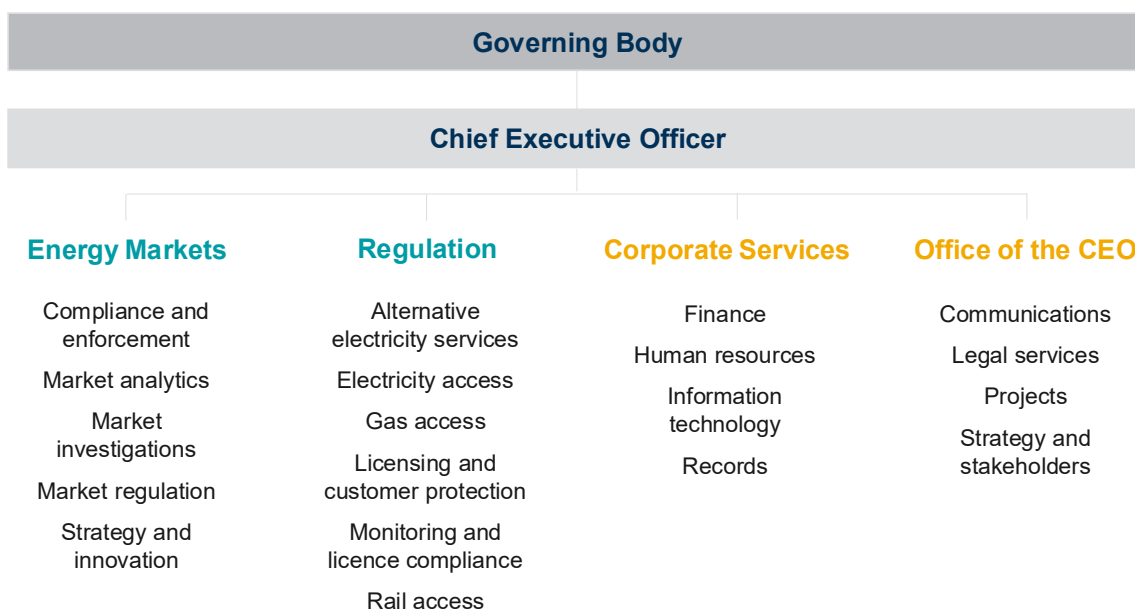 Governing Body
Chief Executive Officer
Energy Markets
Compliance and
enforcement
Market analytics
Market
investigations
Market regulation
Strategy and
innovation
Regulation
Alternative
electricity services
Electricity access
Gas access
Licensing and
customer protection
Monitoring and
licence compliance
Rail access
Corporate Services
Finance
Human resources
Information
technology
Records
Office of the CEO
Communications
Legal services
Projects
Strategy and
stakeholders